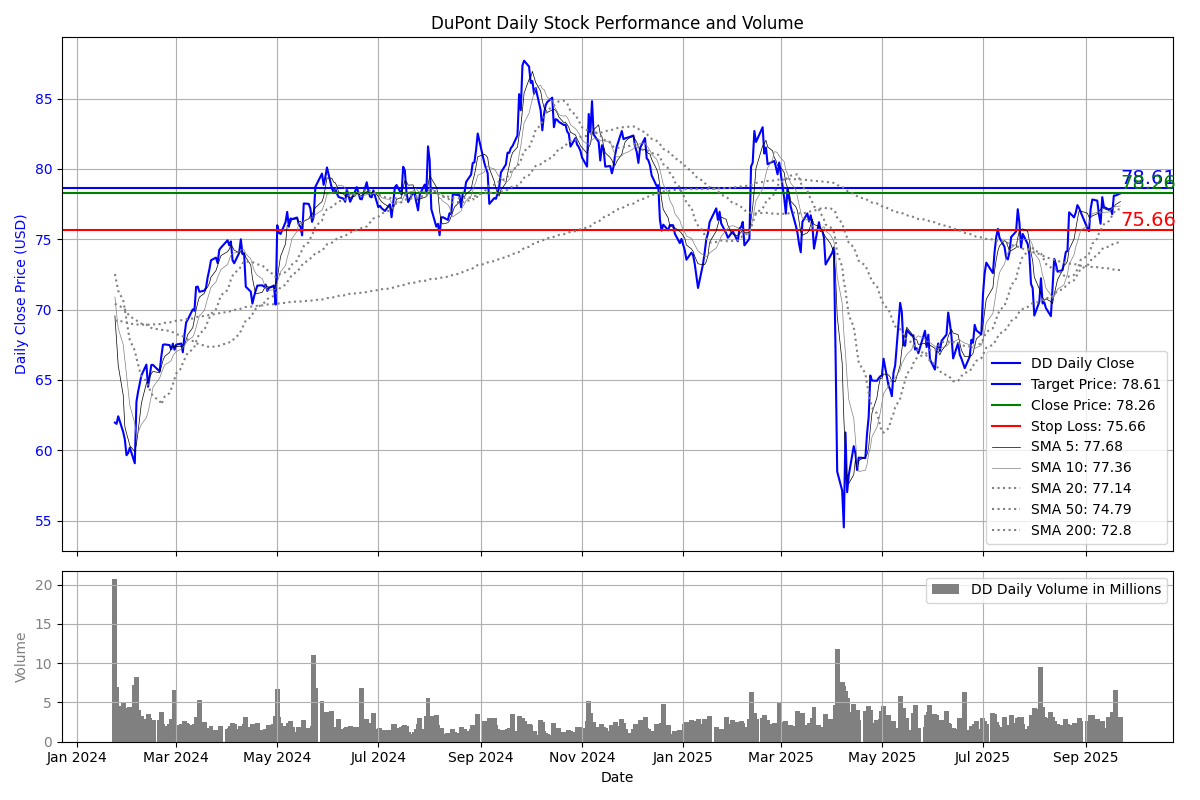 DuPont Daily Stock Performance and Volume
Daily Close Price (USD)
85
80
75
70
65
60
55
78.61
78.26
75.66
DD Daily Close
Target Price: 78.61
Close Price: 78.26
Stop Loss: 75.66
SMA 5: 77.68
SMA 10: 77.36
SMA 20: 77.14
SMA 50: 74.79
SMA 200: 72.8
Volume
20
15
10
5
0
DD Daily Volume in Millions
Jan 2024 Mar 2024 May 2024 Jul 2024 Sep 2024 Nov 2024 Jan 2025 Mar 2025 May 2025 Jul 2025 Sep 2025
Date